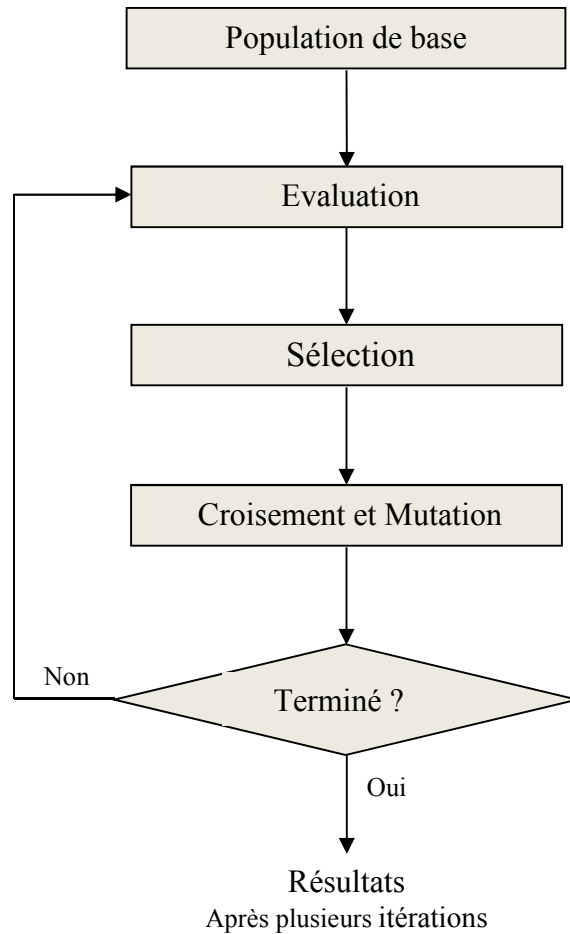 Population de base
Evaluation
Sélection
Croisement et Mutation
Non
Terminé ?
Oui
Résultats
Après plusieurs itérations